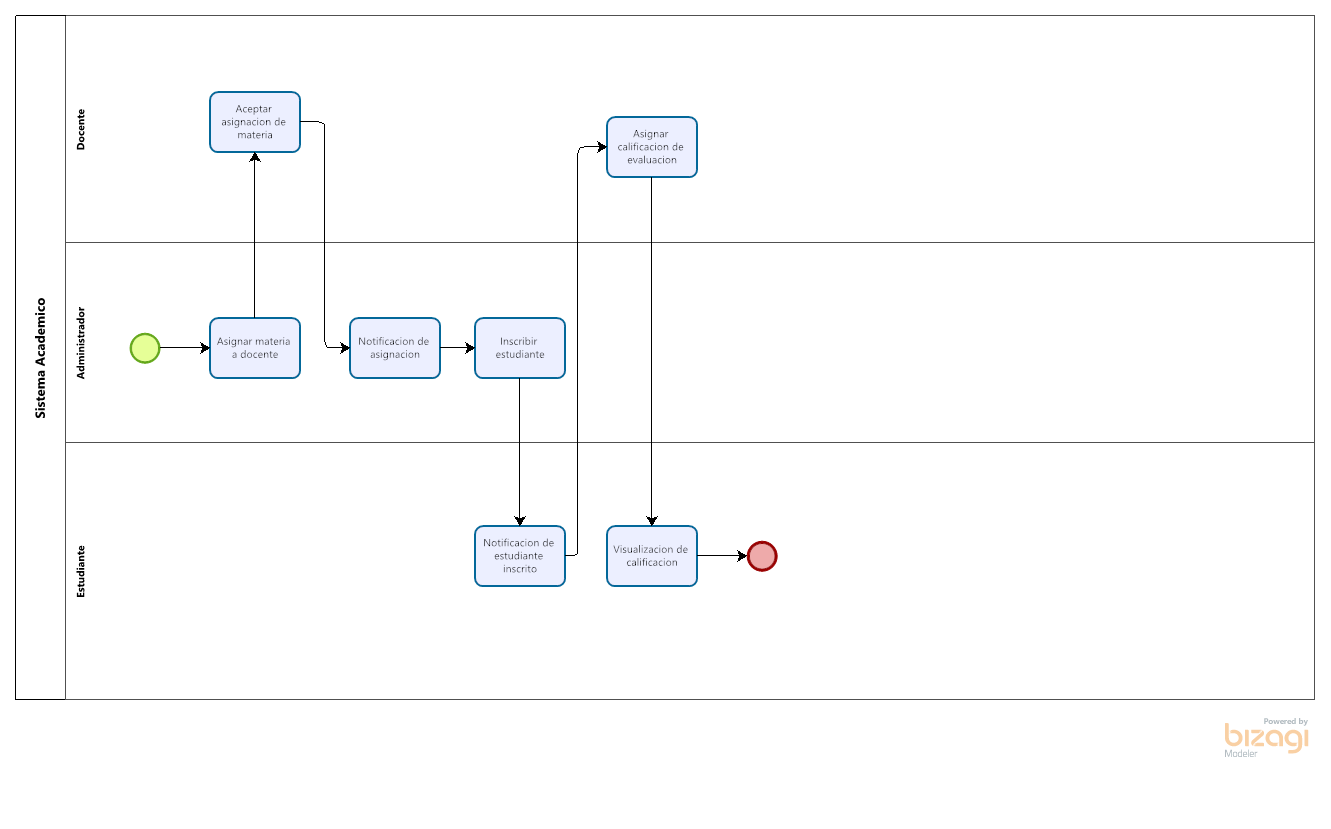 Sistema Academico
Docente
Aceptar
asignacion de
materia
Asignar
calificacion de
evaluacion
Administrador
Asignar materia
a docente
Notificacion de
asignacion
Inscribir
estudiante
Estudiante
Notificacion de
estudiante
inscrito
Visualizacion de
calificacion
Powered by
bizagi
Modeler